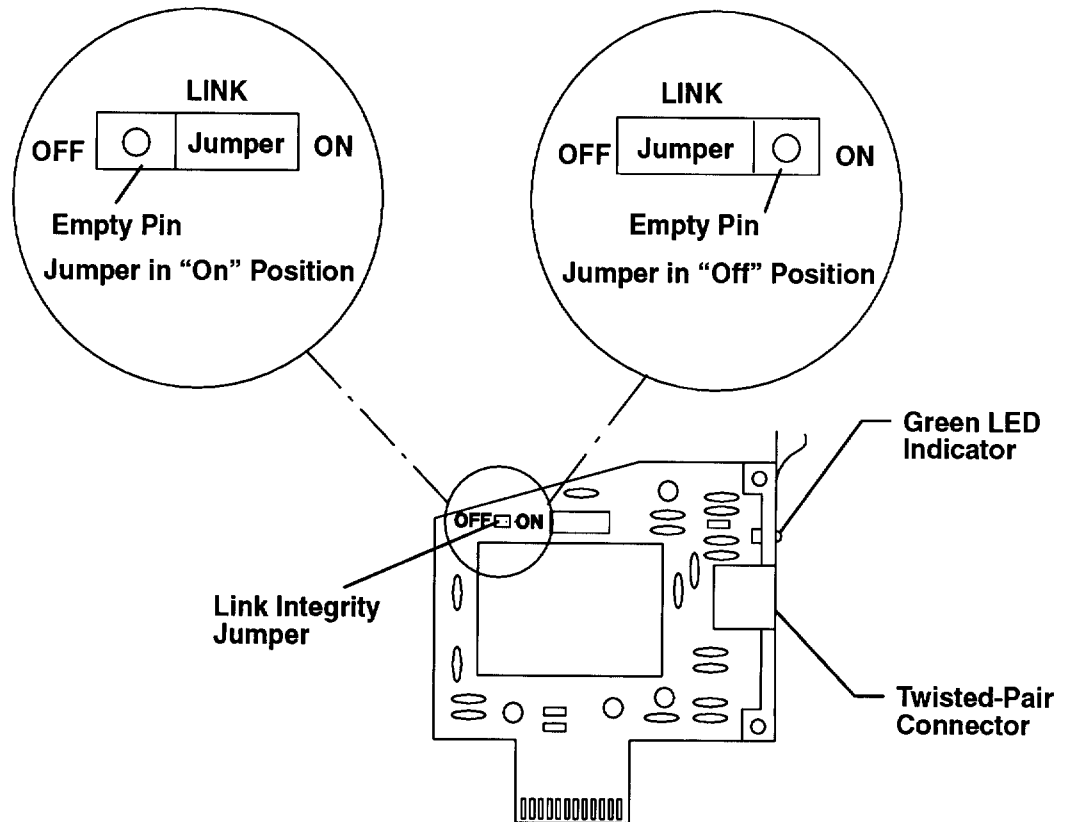 LINK
OFF Jumper ON
Empty Pin
Jumper in “On” Position
LINK
OFF Jumper ON
Empty Pin
Jumper in “Off” Position
Green LED
Indicator
OFF ON
Link Integrity
Jumper
Twisted-Pair
Connector